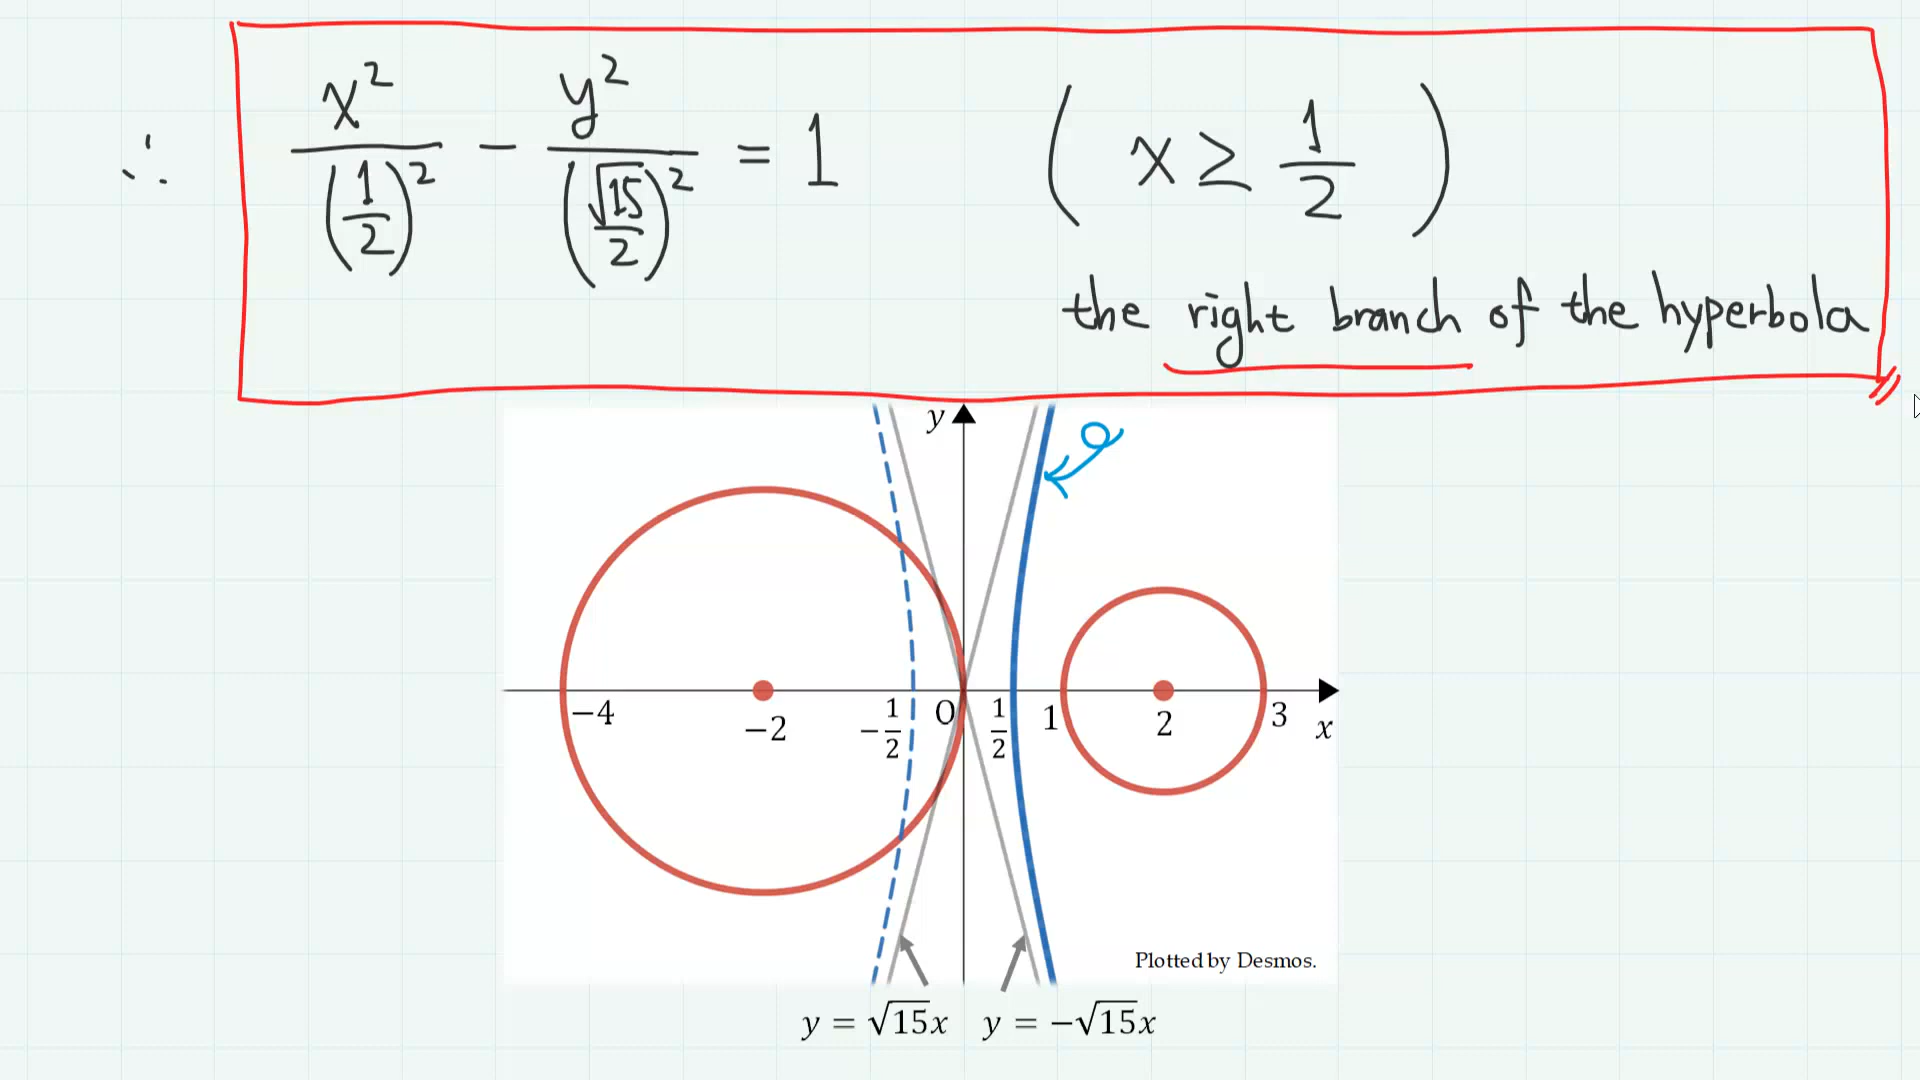 ∴ x²/(1/2)² − y²/(√15/2)² = 1 ( x ≥ 1/2 )
the right branch of the hyperbola
y
−4 −2 −1/2 0 1/2 1 2 3 x
Plotted by Desmos.
y = √15x y = −√15x